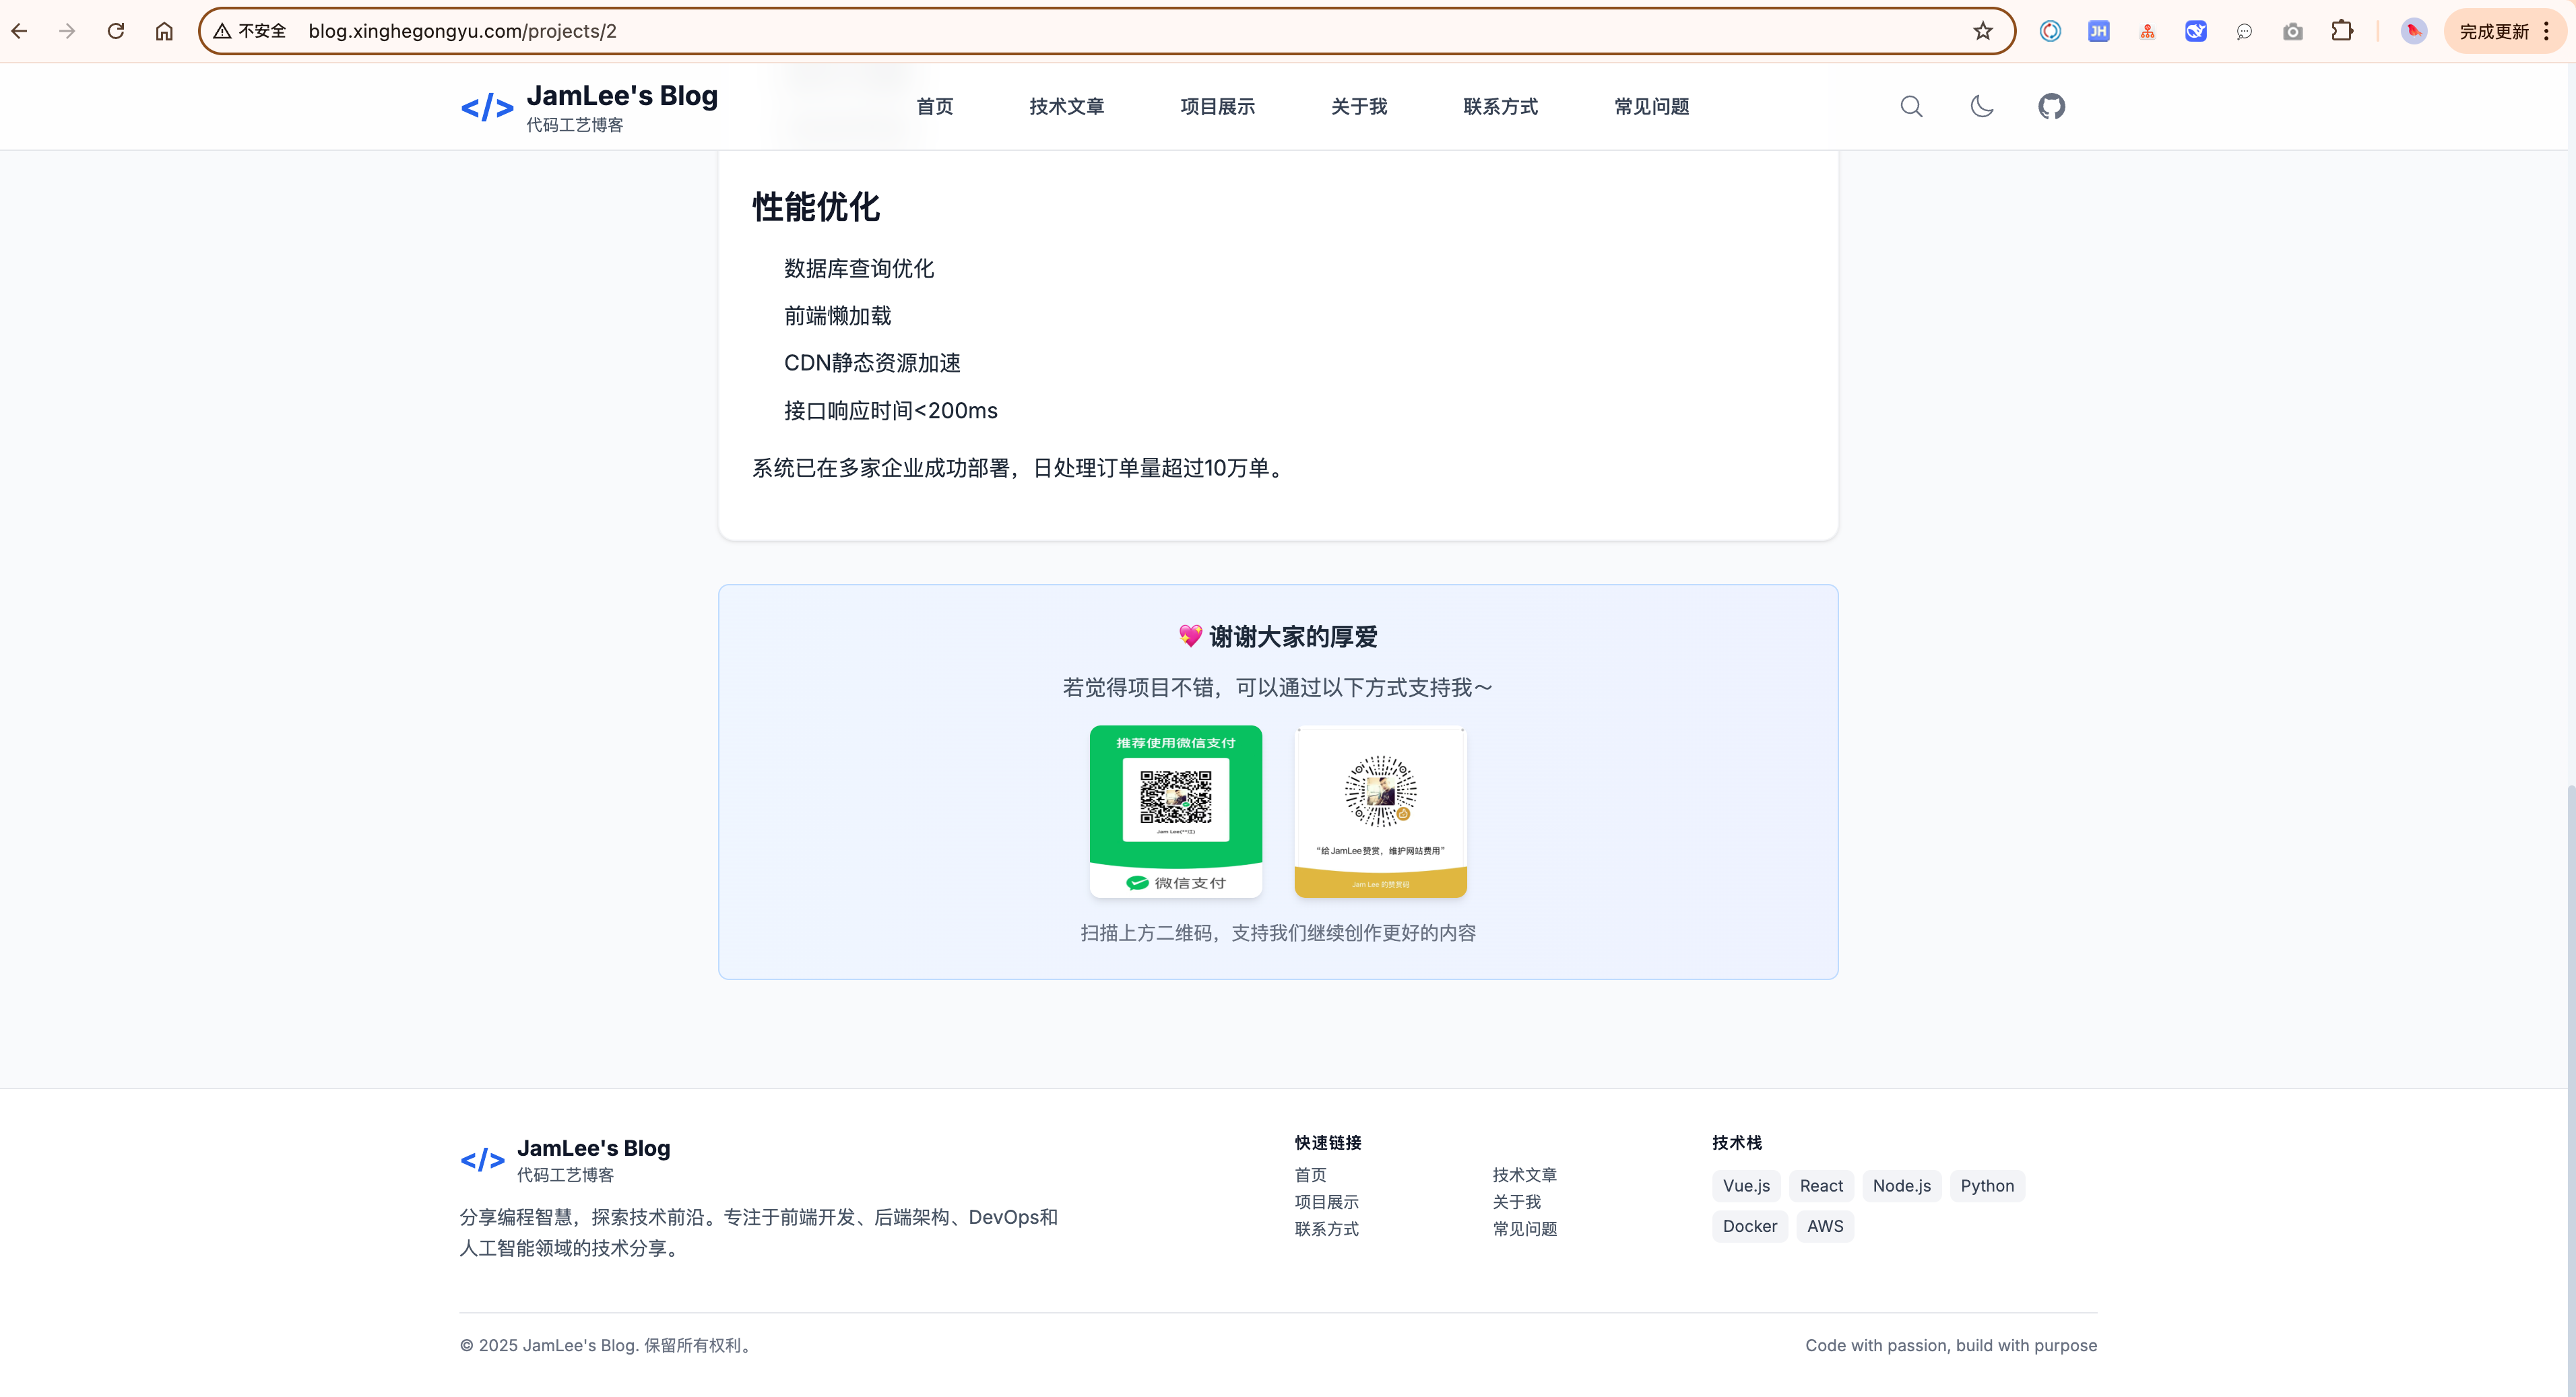 不安全 blog.xinghegongyu.com/projects/2
完成更新
</> JamLee's Blog
代码工艺博客
首页 技术文章 项目展示 关于我 联系方式 常见问题
JH
性能优化
数据库查询优化
前端懒加载
CDN静态资源加速
接口响应时间<200ms
系统已在多家企业成功部署，日处理订单量超过10万单。
💖 谢谢大家的厚爱
若觉得项目不错，可以通过以下方式支持我～
推荐使用微信支付
Jam Lee(**江)
微信支付
“给JamLee赞赏，维护网站费用”
Jam Lee 的赞赏码
扫描上方二维码，支持我们继续创作更好的内容
</> JamLee's Blog
代码工艺博客
分享编程智慧，探索技术前沿。专注于前端开发、后端架构、DevOps和
人工智能领域的技术分享。
快速链接
首页 技术文章
项目展示 关于我
联系方式 常见问题
技术栈
Vue.js React Node.js Python
Docker AWS
© 2025 JamLee's Blog. 保留所有权利。
Code with passion, build with purpose